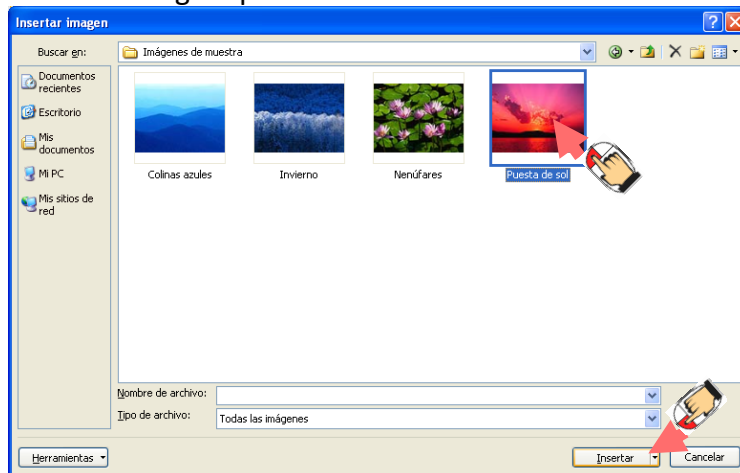 Insertar imagen
Buscar en:
Imágenes de muestra
Documentos
recientes
Escritorio
Mis
documentos
Mi PC
Mis sitios de
red
Colinas azules
Invierno
Nenúfares
Puesta de sol
Nombre de archivo:
Tipo de archivo:
Todas las imágenes
Herramientas
Insertar
Cancelar